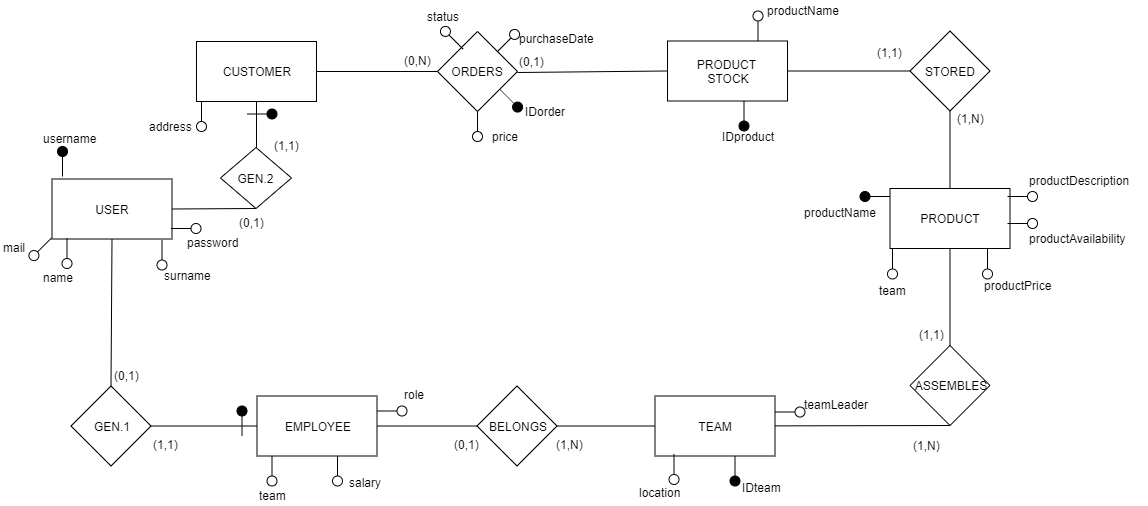 productName
status
purchaseDate
(1,1)
(0,N)
(0,1)
CUSTOMER
ORDERS
PRODUCT
STOCK
STORED
IDorder
address
price
IDproduct
(1,N)
username
(1,1)
GEN.2
productDescription
USER
productName
PRODUCT
(0,1)
password
productAvailability
mail
name
surname
team
productPrice
(1,1)
(0,1)
ASSEMBLES
role
teamLeader
GEN.1
EMPLOYEE
BELONGS
TEAM
(1,1)
(0,1)
(1,N)
(1,N)
team
salary
location
IDteam